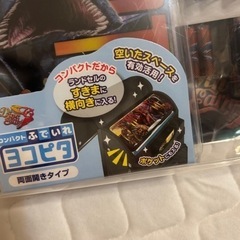 コンパクトだから
ランドセルの
すきまに
横向きに入る!
空いたスペースを
有効活用!
コンパクト ふでいれ
ヨコピタ
両面開きタイプ